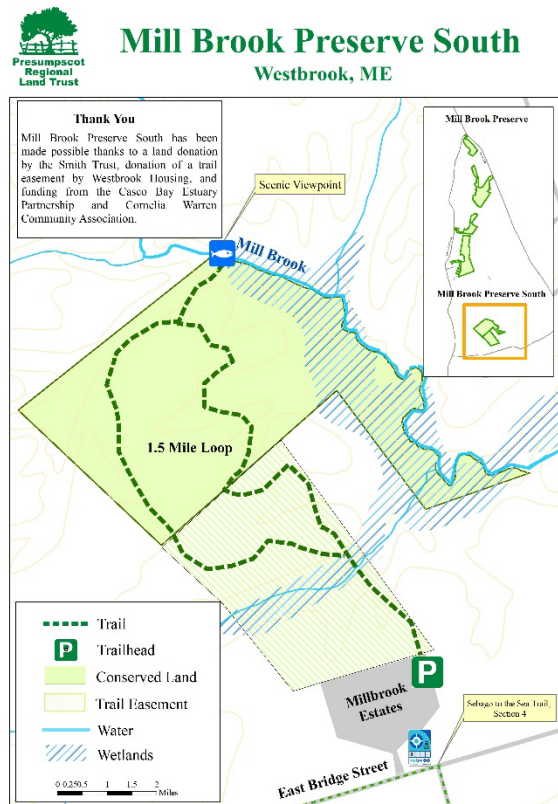 Presumpscot
Regional
Land Trust
Mill Brook Preserve South
Westbrook, ME
Thank You
Mill Brook Preserve South has been
made possible thanks to a land donation
by the Smith Trust, donation of a trail
easement by Westbrook Housing, and
funding from the Casco Bay Estuary
Partnership and Cornelia Warren
Community Association.
Mill Brook Preserve
Scenic Viewpoint
Mill Brook
Mill Brook Preserve South
1.5 Mile Loop
Trail
P Trailhead
Conserved Land
Trail Easement
Water
Wetlands
0 0.250.5 1 1.5 2
Miles
P
Millbrook
Estates
Sebago to the Sea Trail,
Section 4
East Bridge Street